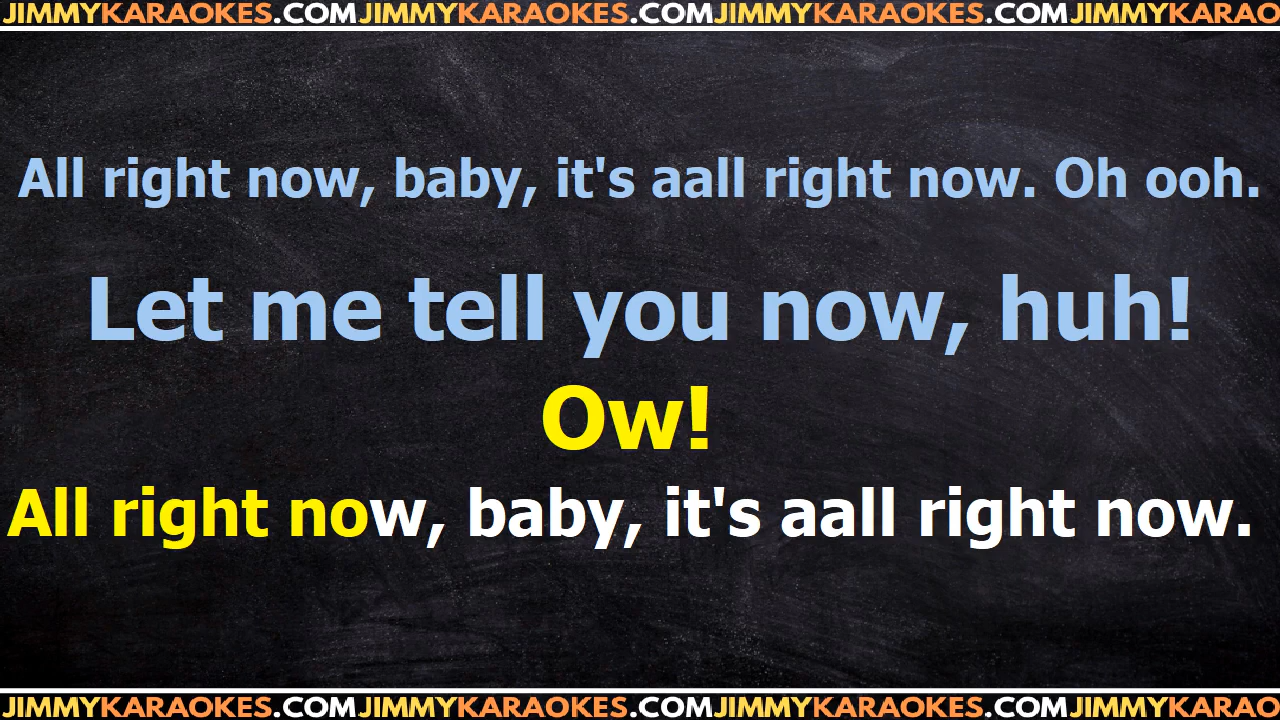 JIMMYKARAOKES.COMJIMMYKARAOKES.COMJIMMYKARAOKES.COMJIMMYKARAO
All right now, baby, it's aall right now. Oh ooh.
Let me tell you now, huh!
Ow!
All right now, baby, it's aall right now.
JIMMYKARAOKES.COMJIMMYKARAOKES.COMJIMMYKARAOKES.COMJIMMYKARAO